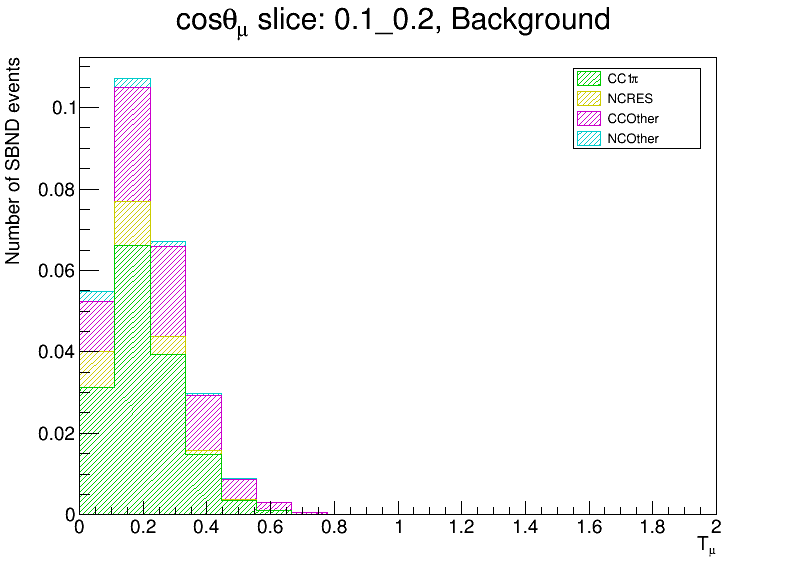 cosθμ slice: 0.1_0.2, Background
Number of SBND events
CC1π
NCRES
CCOther
NCOther
0.1
0.08
0.06
0.04
0.02
0
0 0.2 0.4 0.6 0.8 1 1.2 1.4 1.6 1.8 2
Tμ